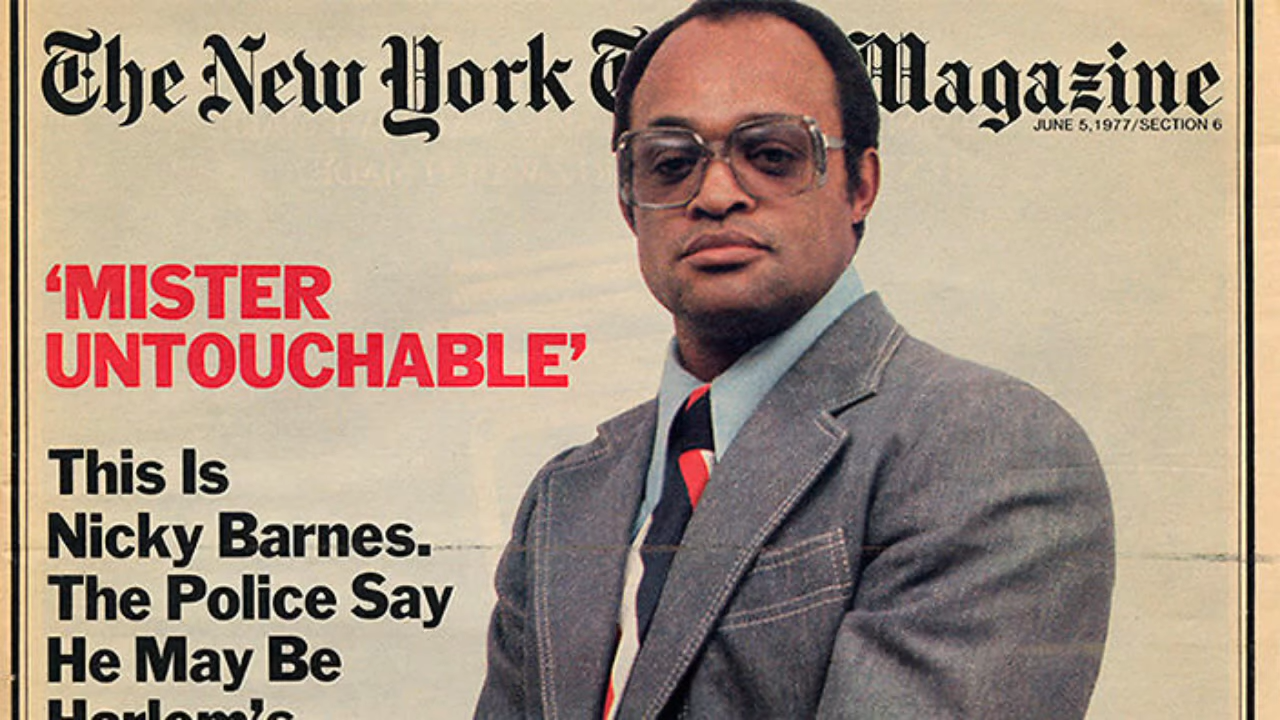 The New York T Magazine
JUNE 5, 1977/SECTION 6
‘MISTER
UNTOUCHABLE’
This Is
Nicky Barnes.
The Police Say
He May Be
Harlem’s